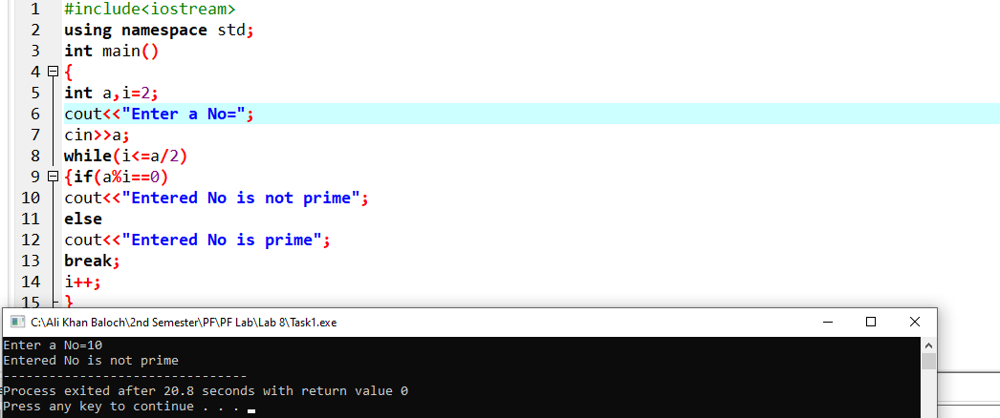 1 #include<iostream>
2 using namespace std;
3 int main()
4 {
5 int a,i=2;
6 cout<<"Enter a No=";
7 cin>>a;
8 while(i<=a/2)
9 {if(a%i==0)
10 cout<<"Entered No is not prime";
11 else
12 cout<<"Entered No is prime";
13 break;
14 i++;
15 }
C:\Ali Khan Baloch\2nd Semester\PF\PF Lab\Lab 8\Task1.exe
Enter a No=10
Entered No is not prime
--------------------------------
Process exited after 20.8 seconds with return value 0
Press any key to continue . . .